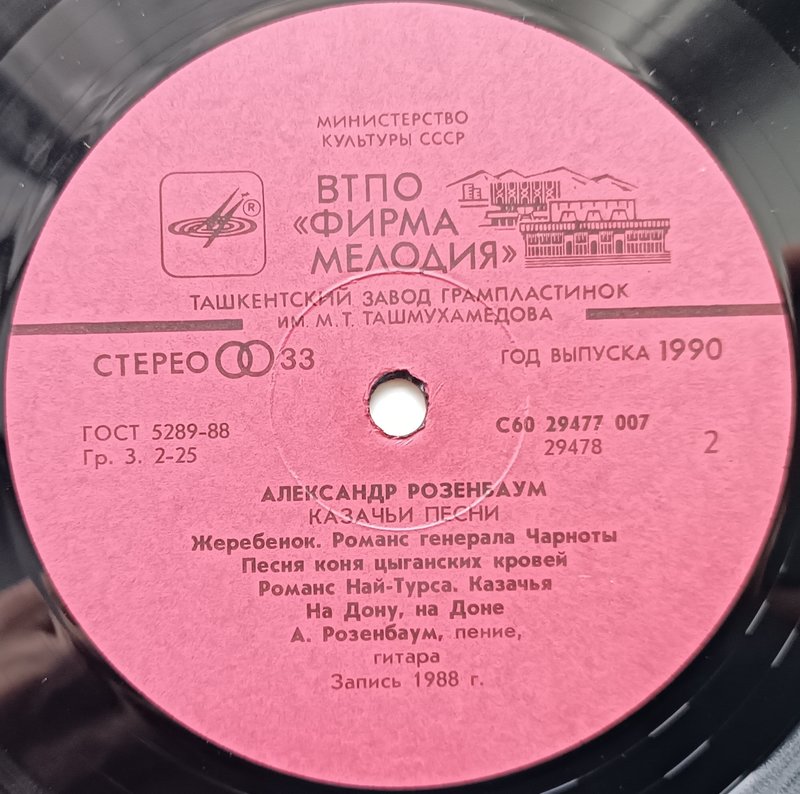 МИНИСТЕРСТВО
КУЛЬТУРЫ СССР
ВТПО
«ФИРМА
МЕЛОДИЯ»
®
ТАШКЕНТСКИЙ ЗАВОД ГРАМПЛАСТИНОК
ИМ. М. Т. ТАШМУХАМЕДОВА
СТЕРЕО 33
ГОД ВЫПУСКА 1990
ГОСТ 5289-88
Гр. 3. 2-25
С60 29477 007
29478
2
АЛЕКСАНДР РОЗЕНБАУМ
КАЗАЧЬИ ПЕСНИ
Жеребенок. Романс генерала Чарноты
Песня коня цыганских кровей
Романс Най-Турса. Казачья
На Дону, на Доне
А. Розенбаум, пение,
гитара
Запись 1988 г.